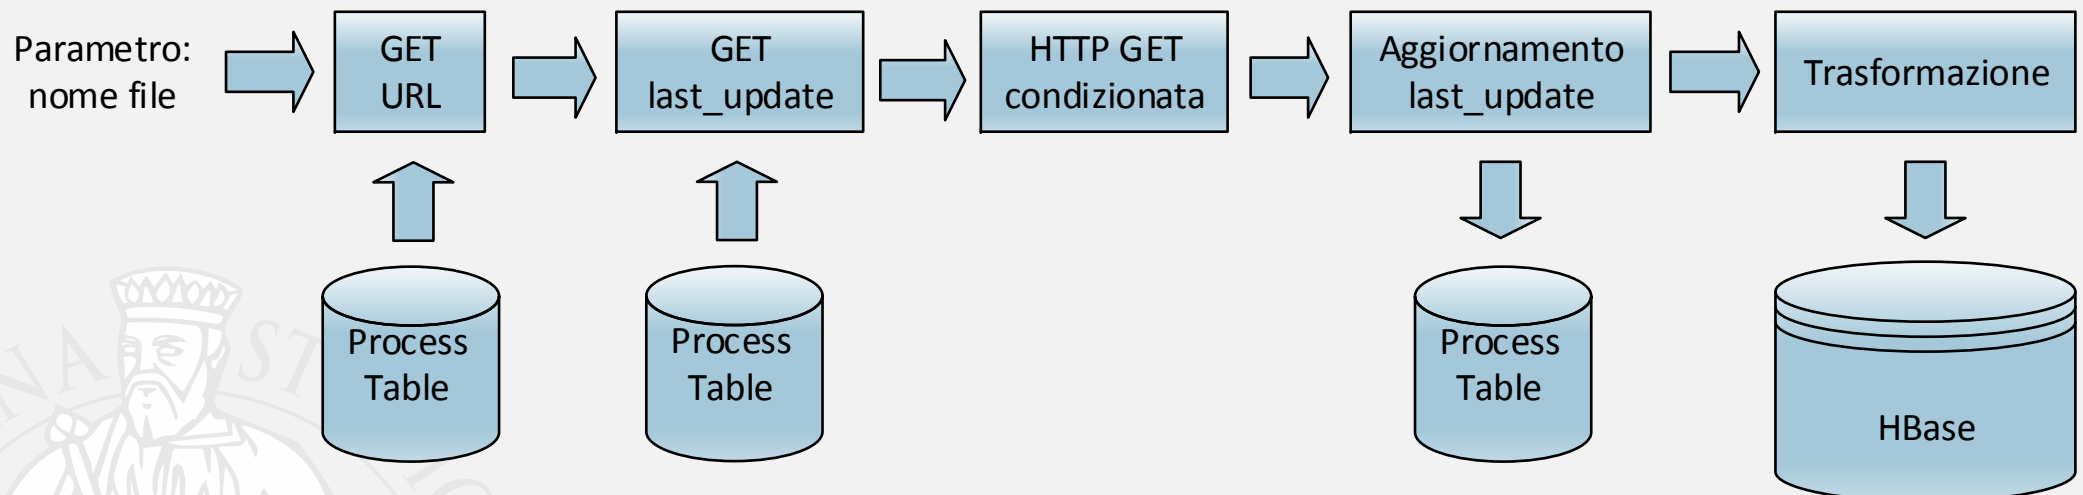 Parametro:
nome file
GET
URL
GET
last_update
HTTP GET
condizionata
Aggiornamento
last_update
Trasformazione
Process
Table
Process
Table
Process
Table
HBase